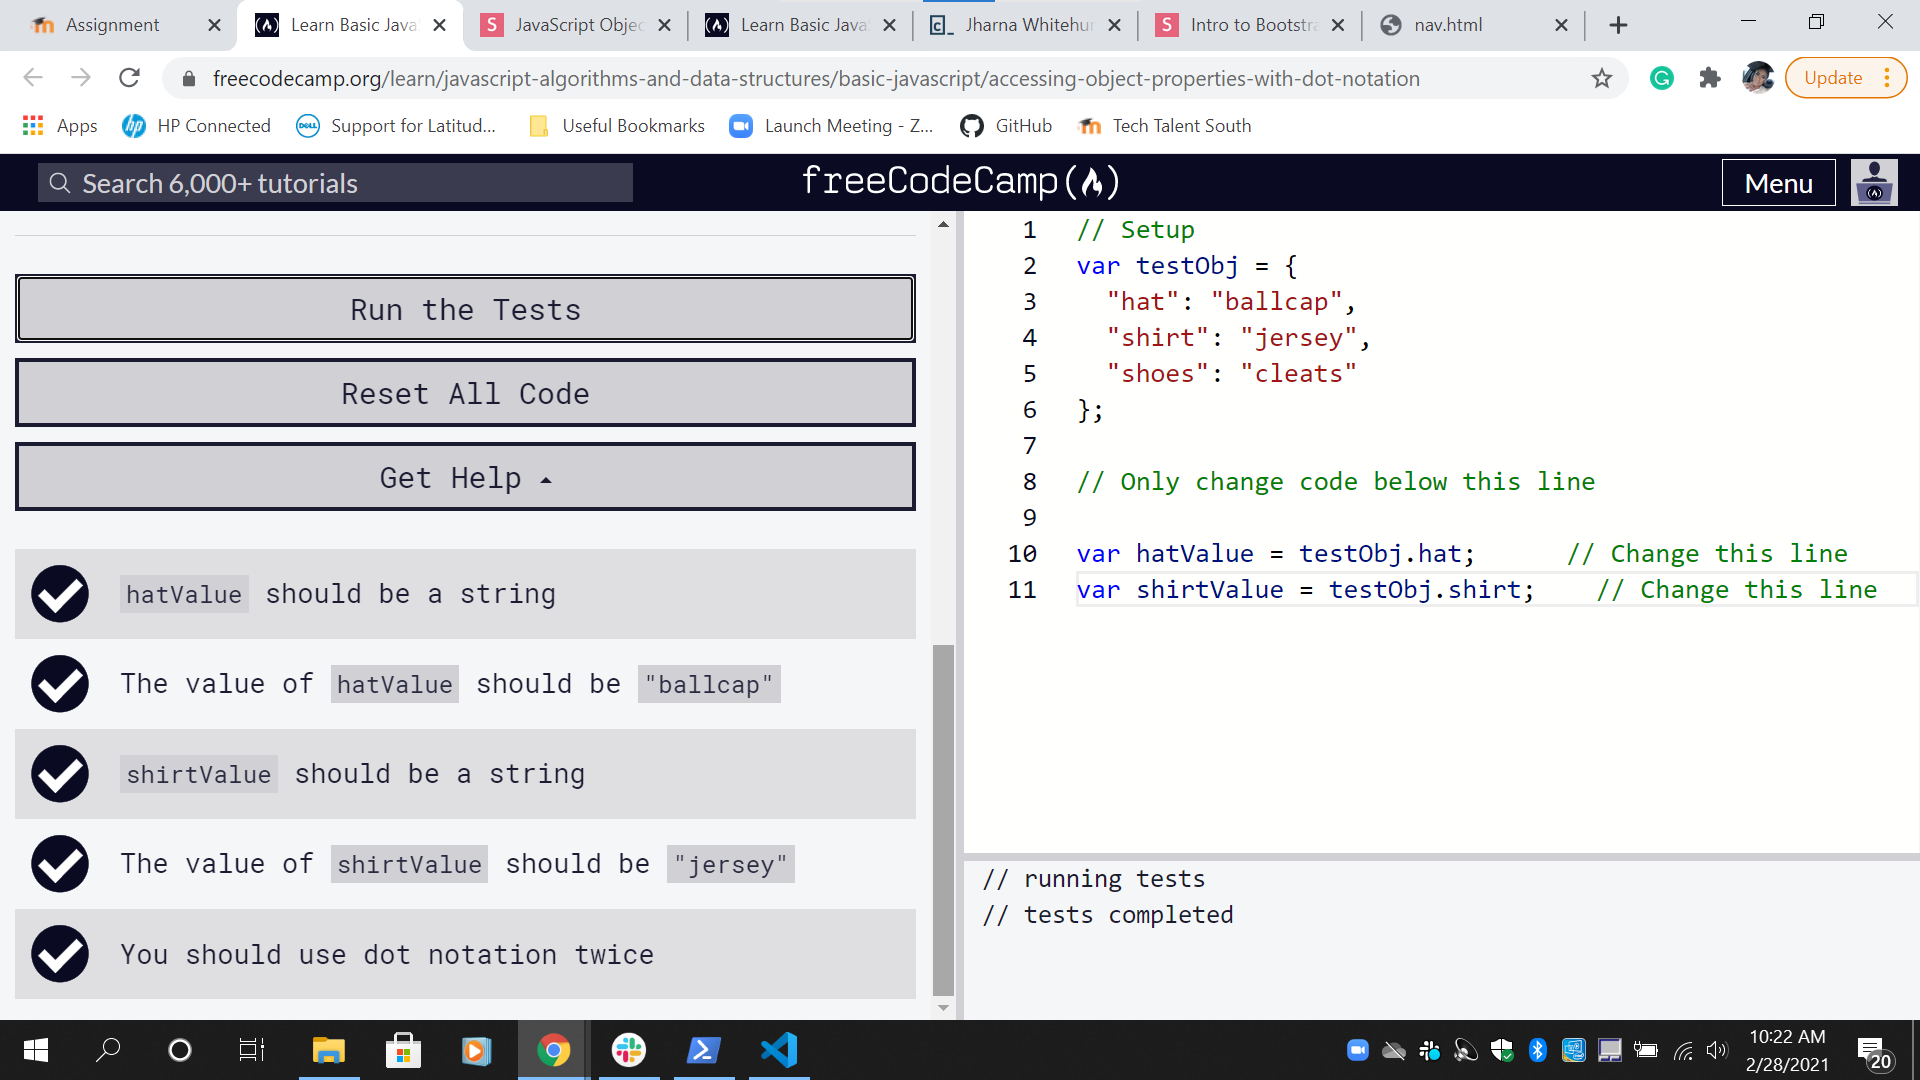 Assignment
Learn Basic Java
JavaScript Objec
Learn Basic Java
Jharna Whitehur
Intro to Bootstra
nav.html
freecodecamp.org/learn/javascript-algorithms-and-data-structures/basic-javascript/accessing-object-properties-with-dot-notation
Update
Apps
HP Connected
Support for Latitud...
Useful Bookmarks
Launch Meeting - Z...
GitHub
Tech Talent South
Search 6,000+ tutorials
freeCodeCamp
Menu
Run the Tests
Reset All Code
Get Help
hatValue should be a string
The value of hatValue should be "ballcap"
shirtValue should be a string
The value of shirtValue should be "jersey"
You should use dot notation twice
1 // Setup
2 var testObj = {
3 "hat": "ballcap",
4 "shirt": "jersey",
5 "shoes": "cleats"
6 };
7
8 // Only change code below this line
9
10 var hatValue = testObj.hat; // Change this line
11 var shirtValue = testObj.shirt; // Change this line
// running tests
// tests completed
10:22 AM
2/28/2021
20